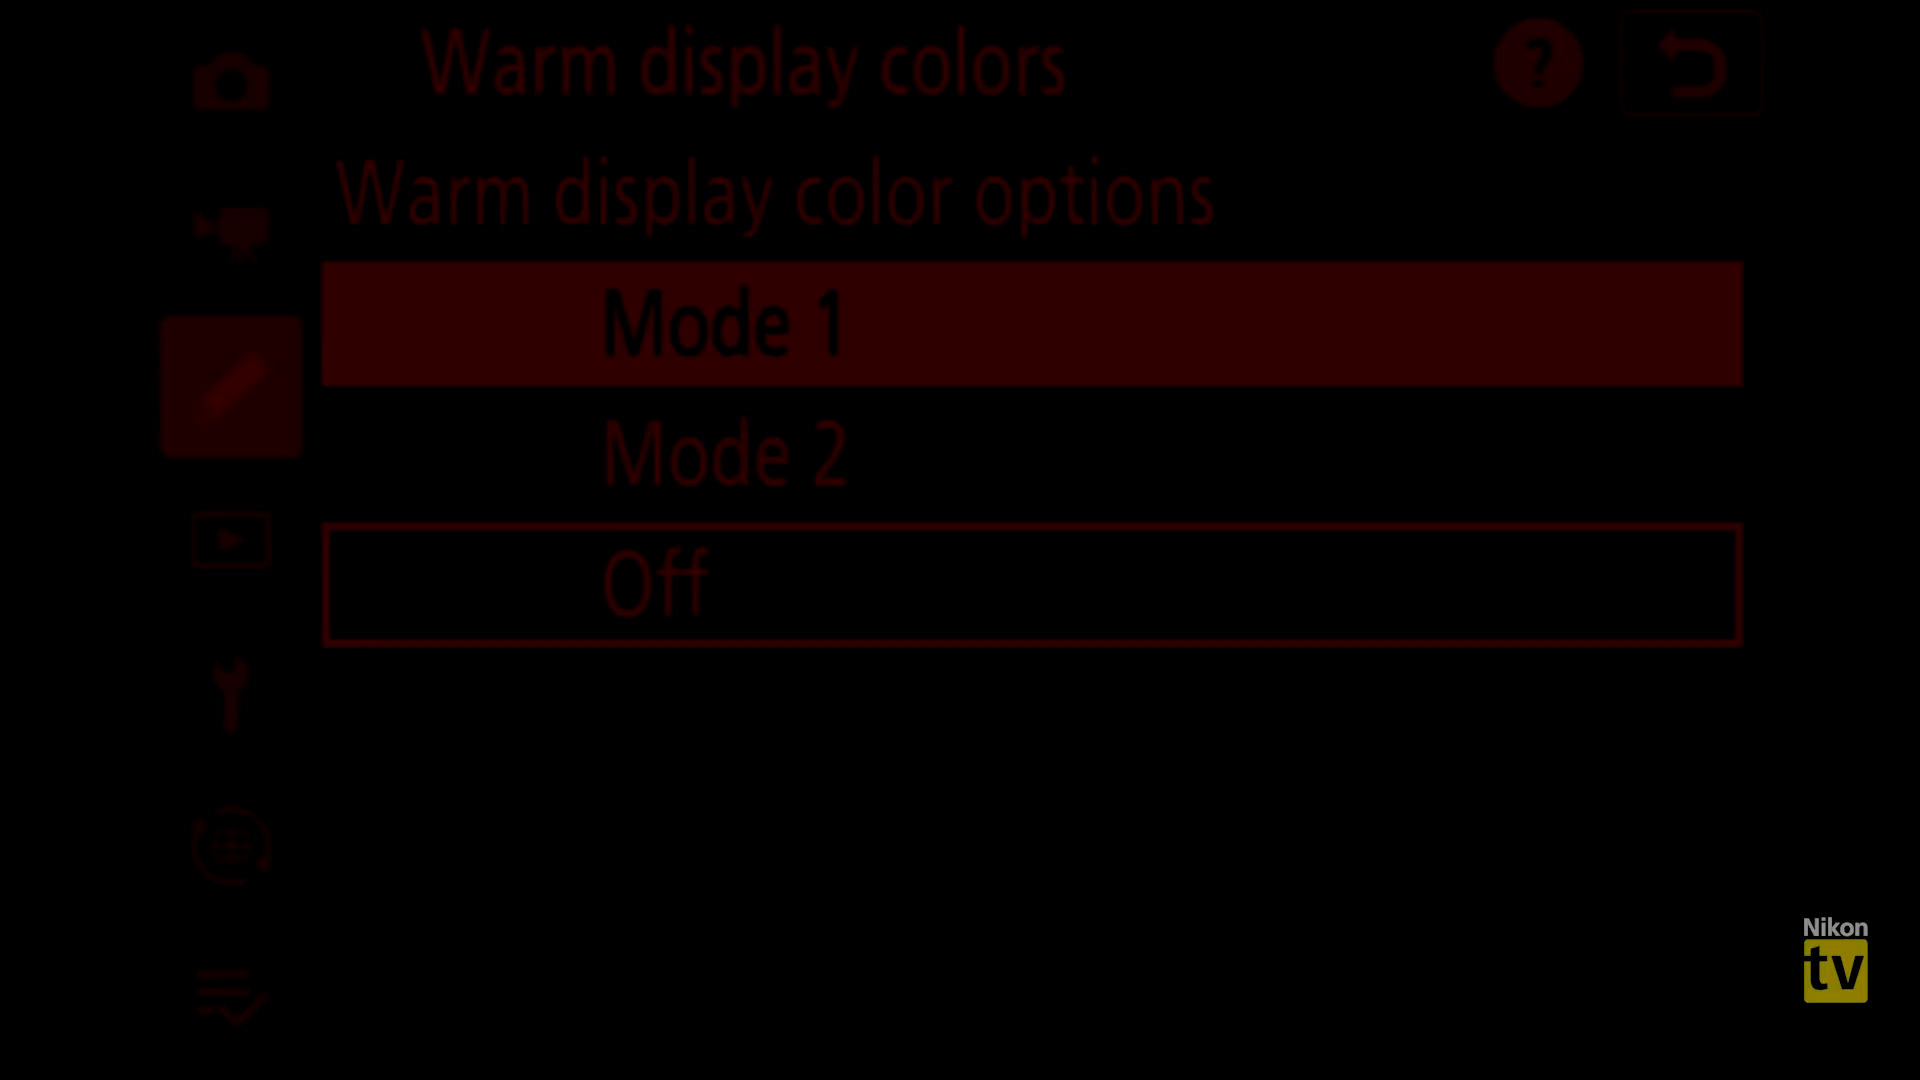 Warm display colors
?
Warm display color options
Mode 1
Mode 2
Off
Nikon
tv